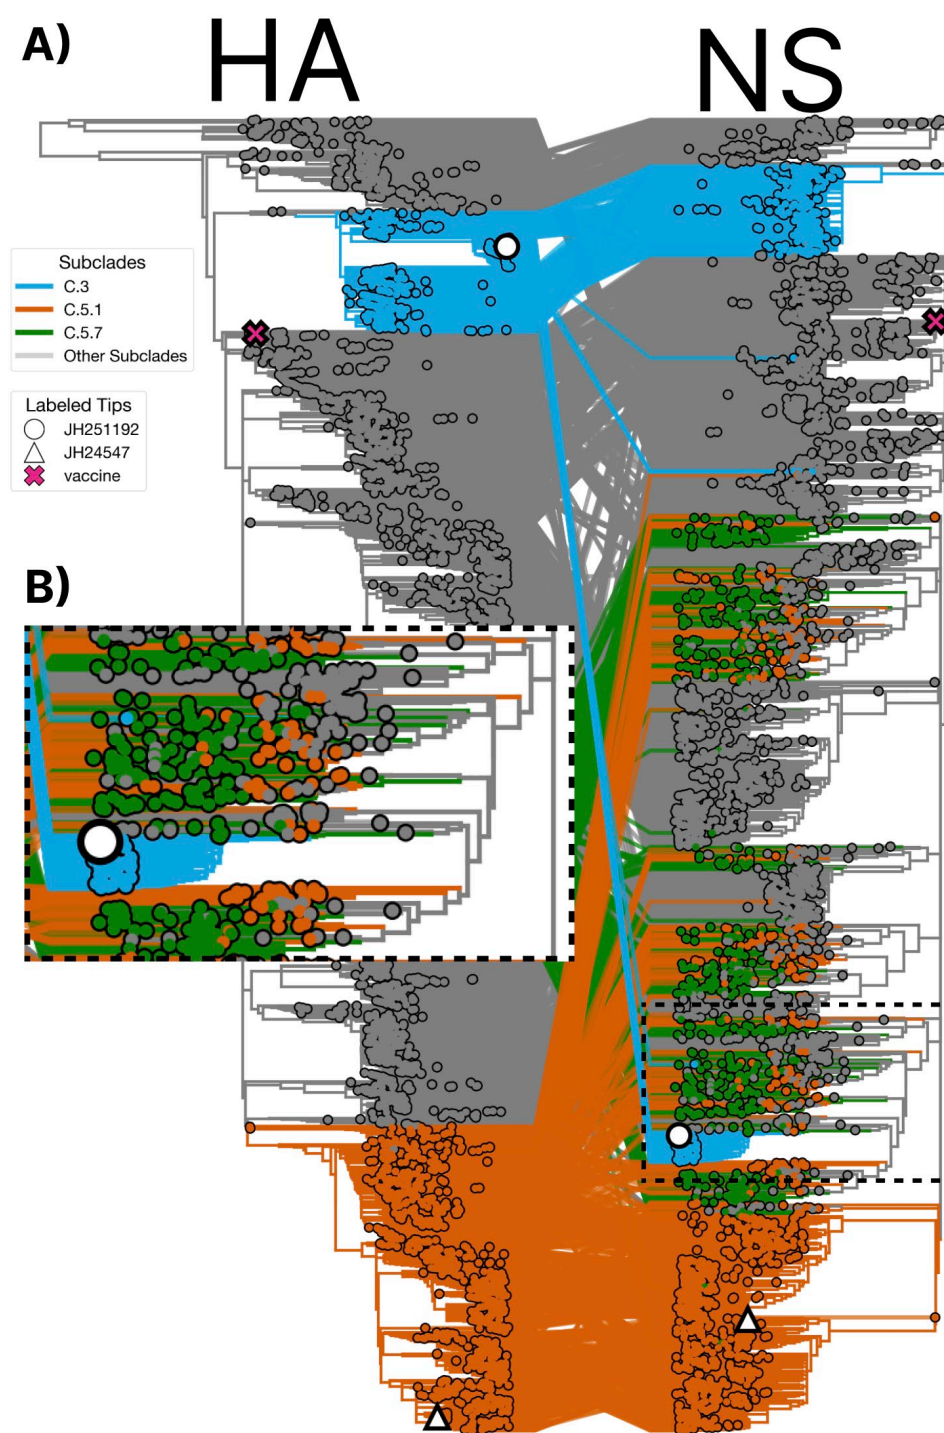 A)
HA
NS
Subclades
C.3
C.5.1
C.5.7
Other Subclades
Labeled Tips
JH251192
JH24547
vaccine
B)